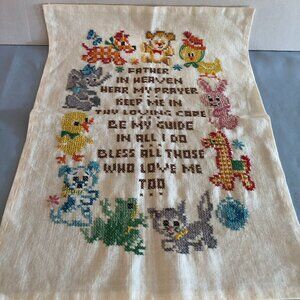 FATHER
IN HEAVEN
HEAR MY PRAYER
KEEP ME IN
THY LOVING CARE
BE MY GUIDE
IN ALL I DO
BLESS ALL THOSE
WHO LOVE ME
TOO